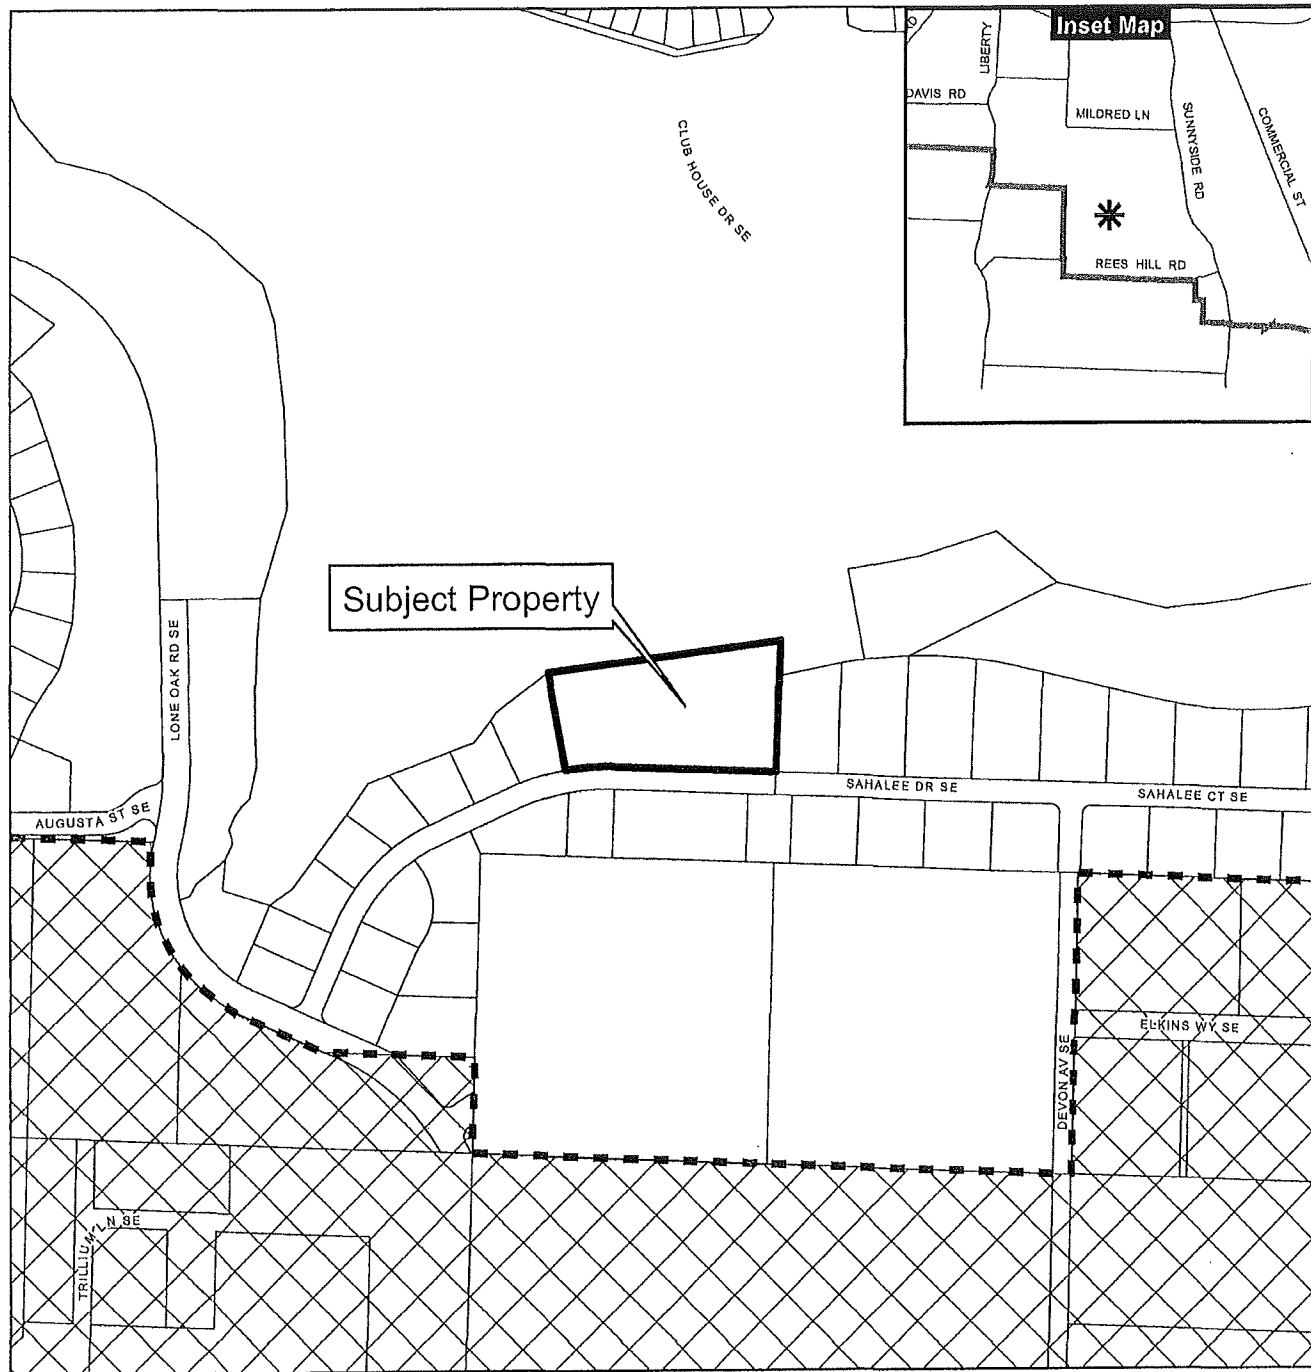 Inset Map
LIBERTY
DAVIS RD
MILDRED LN
SUNNYSIDE RD
COMMERCIAL ST
REES HILL RD
CLUB HOUSE DR SE
Subject Property
LONE OAK RD SE
SAHALEE DR SE
SAHALEE CT SE
AUGUSTA ST SE
ELKINS WY SE
DEVON AV SE
TRILLIUM LN SE